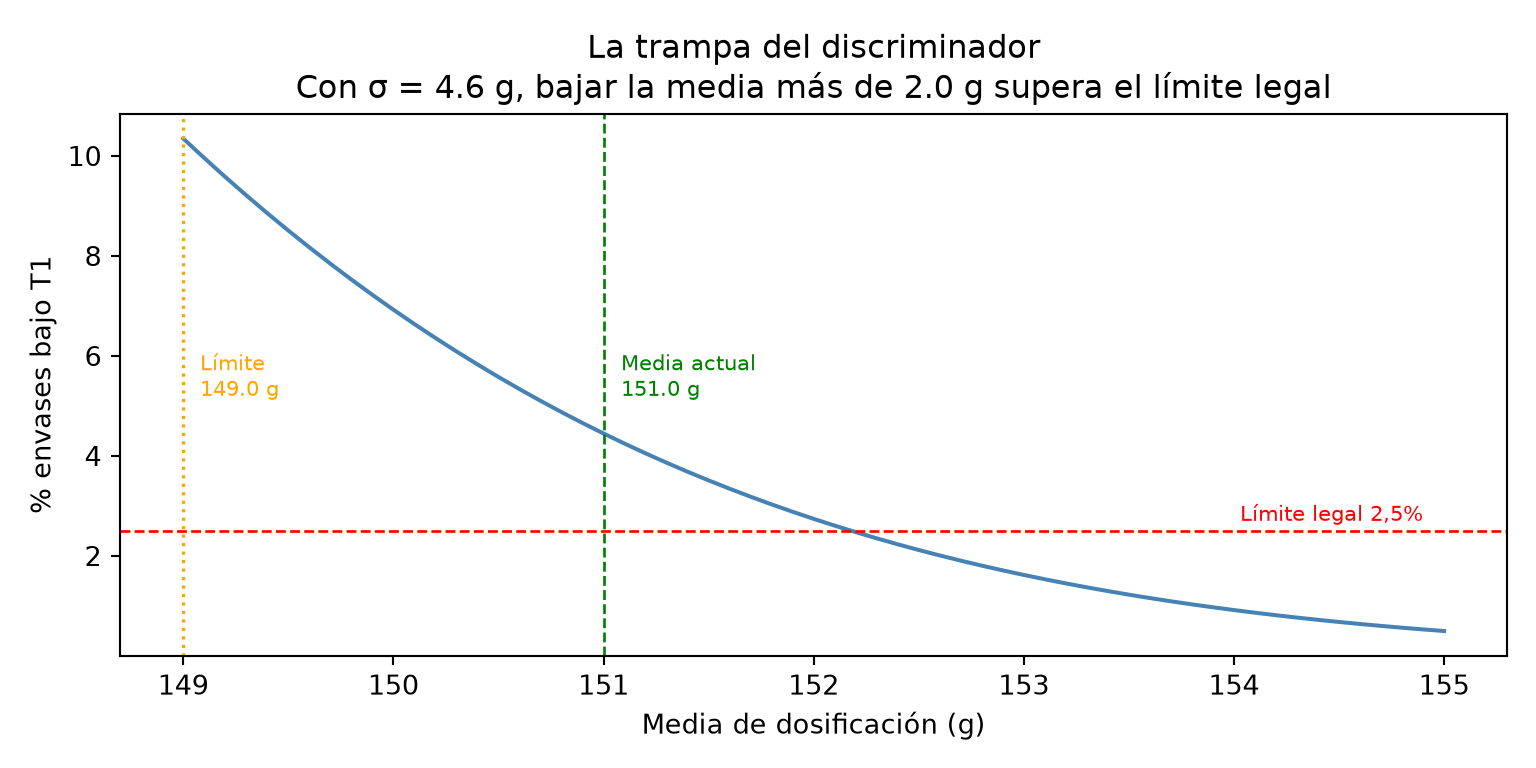 La trampa del discriminador
Con σ = 4.6 g, bajar la media más de 2.0 g supera el límite legal
% envases bajo T1
10
8
6
4
2
Límite
149.0 g
Media actual
151.0 g
Límite legal 2,5%
149
150
151
152
153
154
155
Media de dosificación (g)